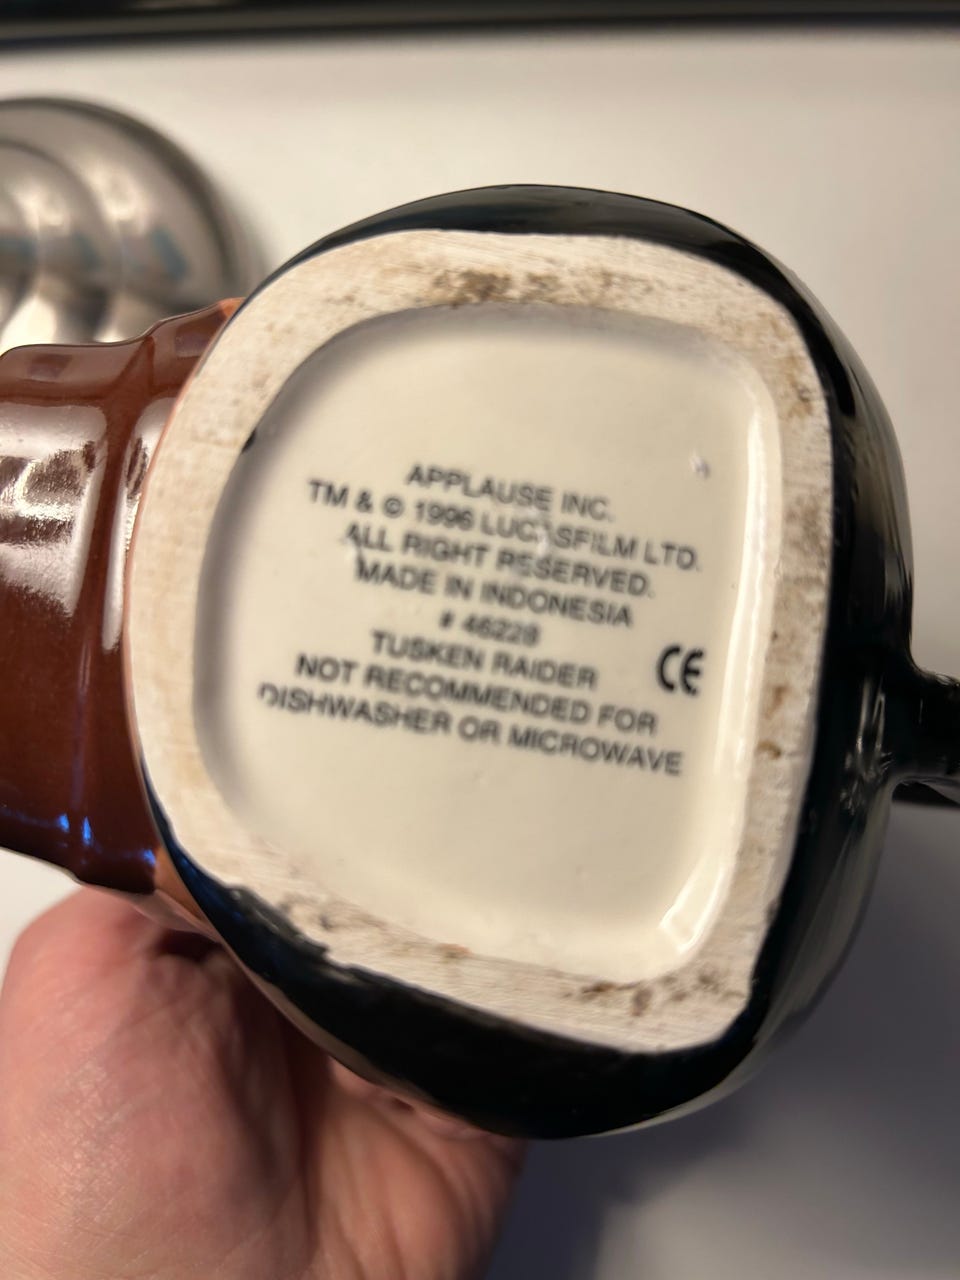 APPLAUSE INC.
TM & © 1996 LUCASFILM LTD.
ALL RIGHT RESERVED.
MADE IN INDONESIA
# 46228
TUSKEN RAIDER
CE
NOT RECOMMENDED FOR
DISHWASHER OR MICROWAVE